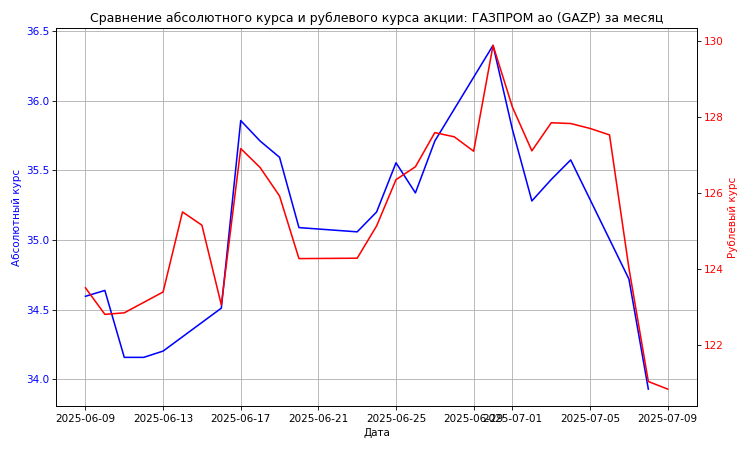 Сравнение абсолютного курса и рублевого курса акции: ГАЗПРОМ ао (GAZP) за месяц
36.5
36.0
35.5
35.0
34.5
34.0
Абсолютный курс
130
128
126
124
122
Рублевый курс
2025-06-09 2025-06-13 2025-06-17 2025-06-21 2025-06-25 2025-06-29 2025-07-01 2025-07-05 2025-07-09
Дата